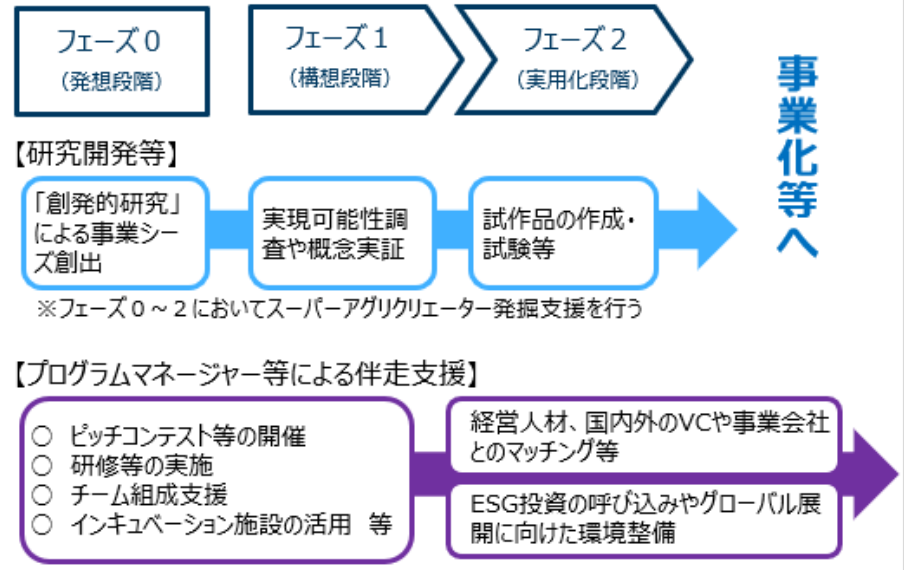 フェーズ０
（発想段階）
フェーズ１
（構想段階）
フェーズ２
（実用化段階）
事業化等へ
【研究開発等】
「創発的研究」
による事業シー
ズ創出
実現可能性調
査や概念実証
試作品の作成・
試験等
※フェーズ０～２においてスーパーアグリクリエーター発掘支援を行う
【プログラムマネージャー等による伴走支援】
○ ピッチコンテスト等の開催
○ 研修等の実施
○ チーム組成支援
○ インキュベーション施設の活用 等
経営人材、国内外のVCや事業会社
とのマッチング等
ESG投資の呼び込みやグローバル展
開に向けた環境整備